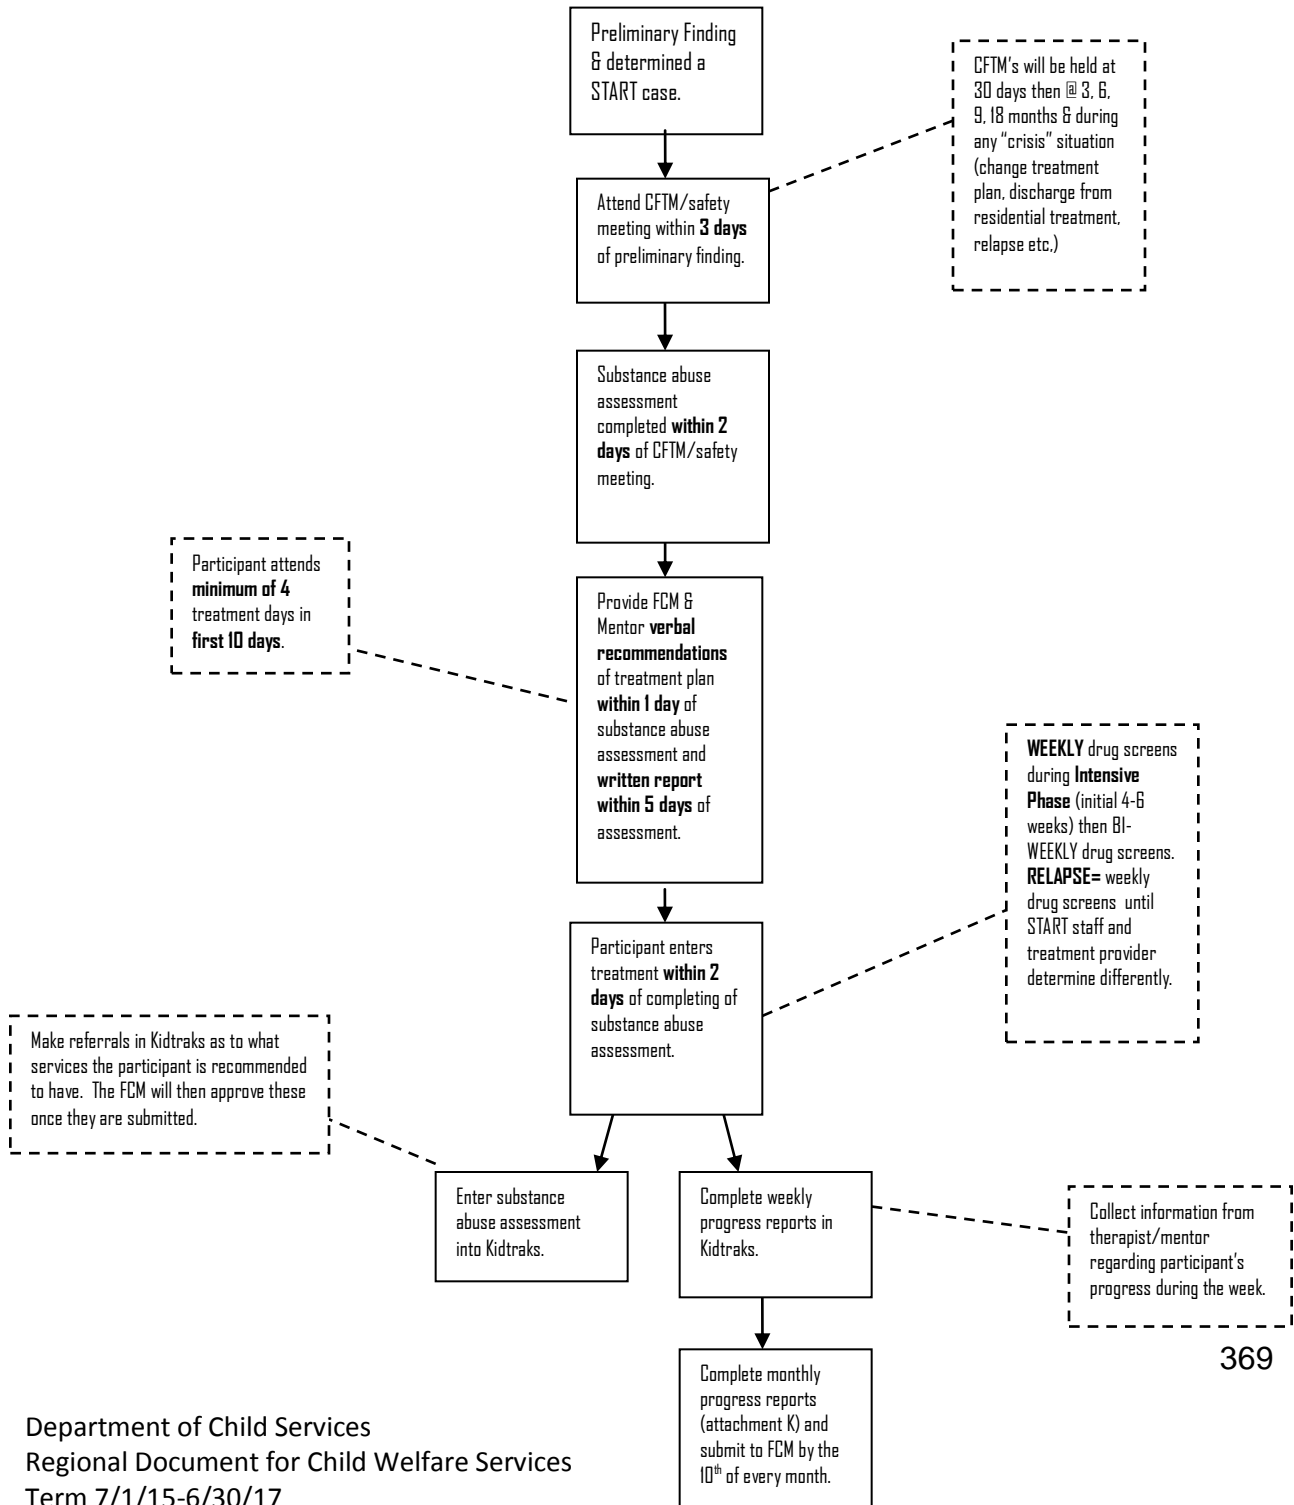 Preliminary Finding
& determined a
START case.
CFTM's will be held at
30 days then @ 3, 6,
9, 18 months & during
any “crisis” situation
(change treatment
plan, discharge from
residential treatment,
relapse etc,)
Attend CFTM/safety
meeting within 3 days
of preliminary finding.
Substance abuse
assessment
completed within 2
days of CFTM/safety
meeting.
Participant attends
minimum of 4
treatment days in
first 10 days.
Provide FCM &
Mentor verbal
recommendations
of treatment plan
within 1 day of
substance abuse
assessment and
written report
within 5 days of
assessment.
WEEKLY drug screens
during Intensive
Phase (initial 4-6
weeks) then BI-
WEEKLY drug screens.
RELAPSE= weekly
drug screens until
START staff and
treatment provider
determine differently.
Participant enters
treatment within 2
days of completing of
substance abuse
assessment.
Make referrals in Kidtraks as to what
services the participant is recommended
to have. The FCM will then approve these
once they are submitted.
Enter substance
abuse assessment
into Kidtraks.
Complete weekly
progress reports in
Kidtraks.
Collect information from
therapist/mentor
regarding participant's
progress during the week.
Complete monthly
progress reports
(attachment K) and
submit to FCM by the
10th of every month.
369
Department of Child Services
Regional Document for Child Welfare Services
Term 7/1/15-6/30/17